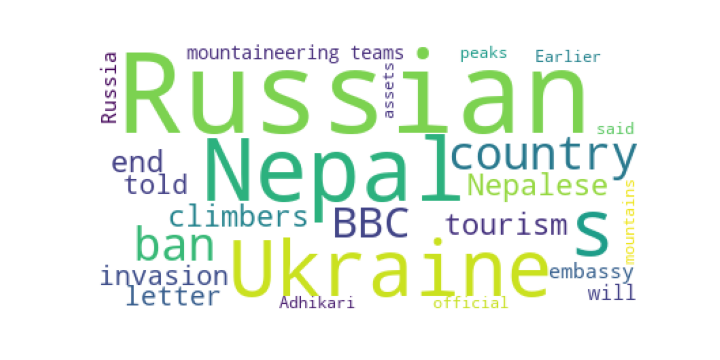 mountaineering teams peaks Earlier
Russia Russian assets said
end Nepal country
told Nepalese
climbers BBC tourism s mountains
ban Ukraine
invasion embassy
letter Adhikari official will